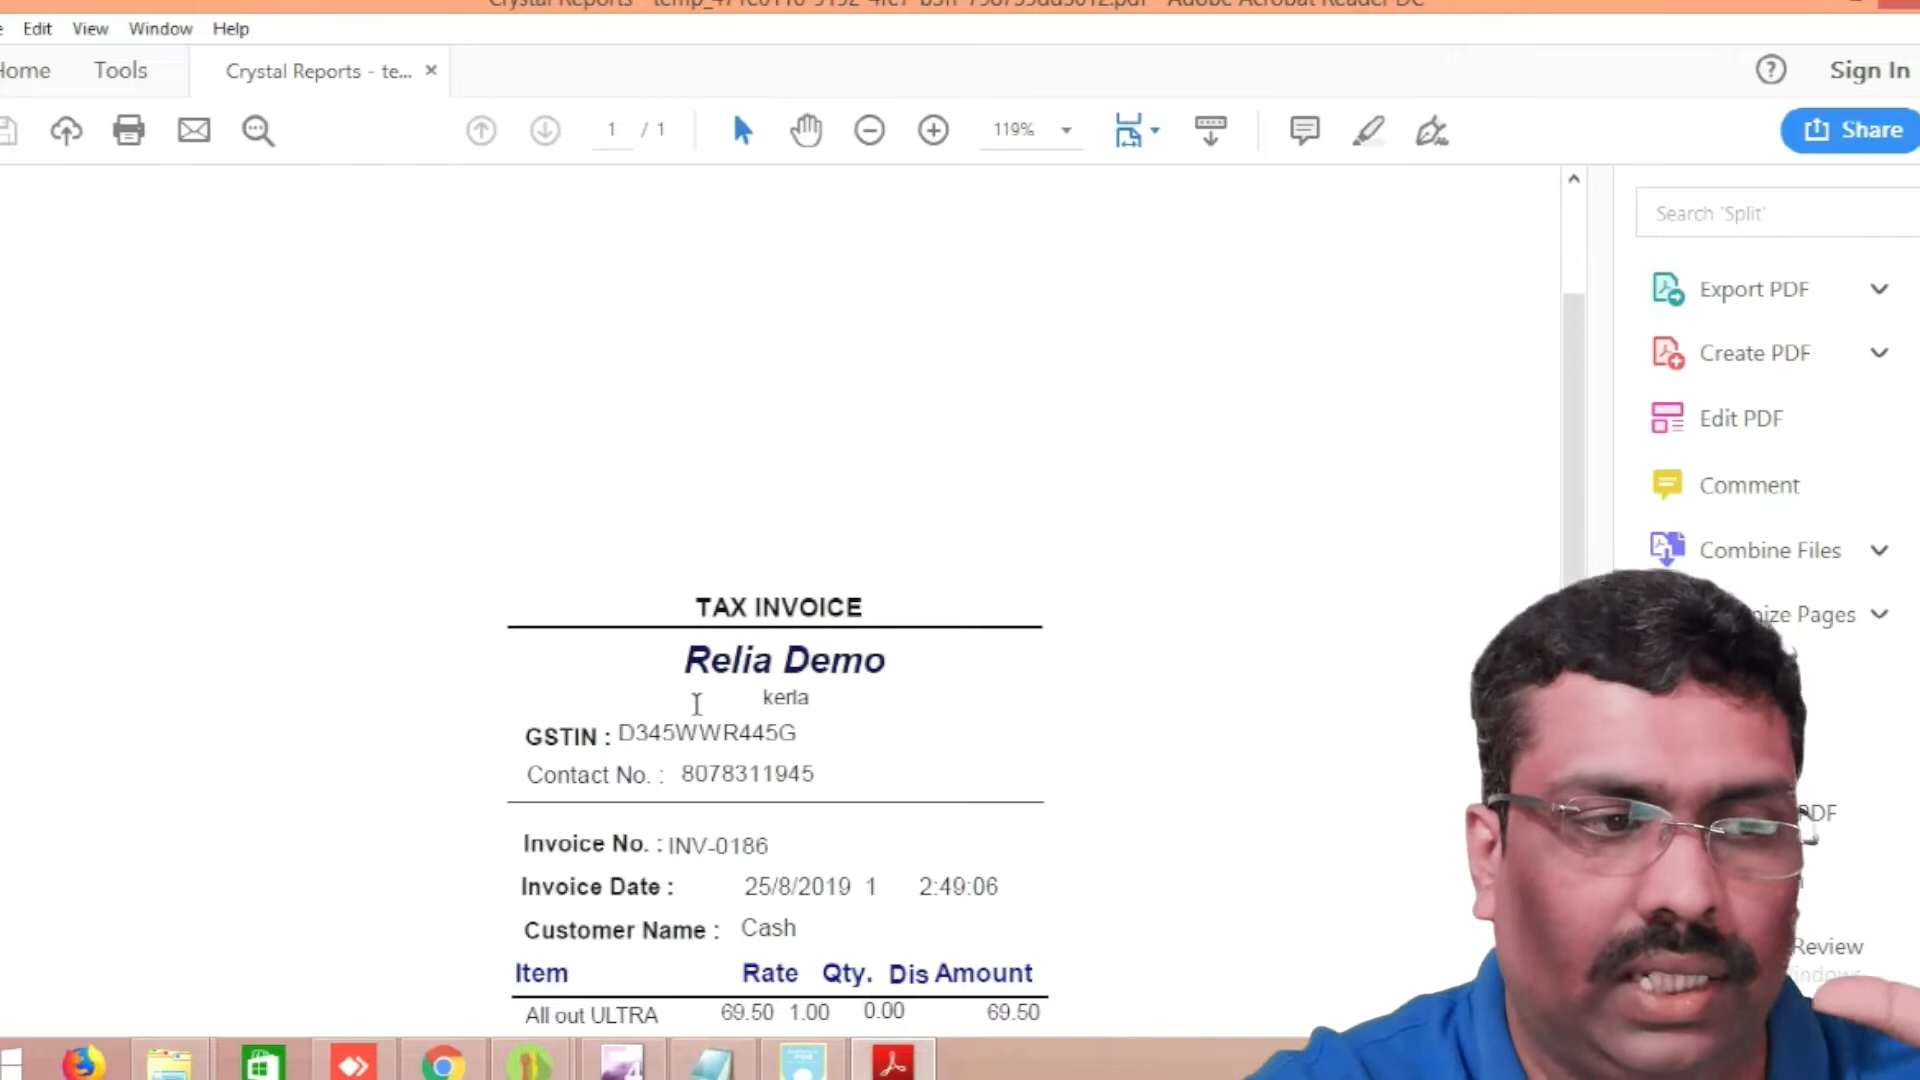 Edit View Window Help
Home Tools Crystal Reports - te... × Sign In
1 / 1 119% Share
Search 'Split'
Export PDF
Create PDF
Edit PDF
Comment
Combine Files
nize Pages
PDF
Review
TAX INVOICE
Relia Demo
kerla
GSTIN : D345WWR445G
Contact No. : 8078311945
Invoice No. : INV-0186
Invoice Date : 25/8/2019 1 2:49:06
Customer Name : Cash
Item Rate Qty. Dis Amount
All out ULTRA 69.50 1.00 0.00 69.50